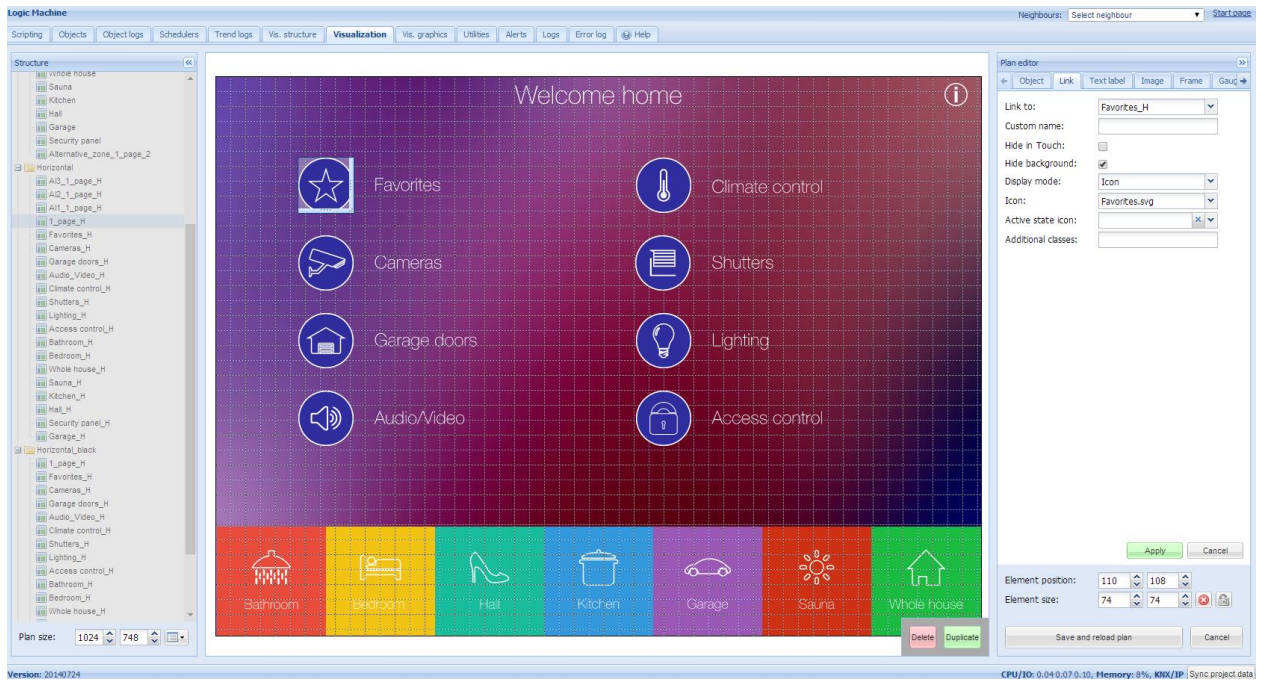 Logic Machine
Neighbours: Select neighbour Start page
Scripting Objects Object logs Schedulers Trend logs Vis. structure Visualization Vis. graphics Utilities Alerts Logs Error log Help
Structure
Whole house
Sauna
Kitchen
Hall
Garage
Security panel
Alternative_zone_1_page_2
Horizontal
AI3_1_page_H
AI2_1_page_H
AI1_1_page_H
1_page_H
Favorites_H
Cameras_H
Garage doors_H
Audio_Video_H
Climate control_H
Shutters_H
Lighting_H
Access control_H
Bathroom_H
Bedroom_H
Whole house_H
Sauna_H
Kitchen_H
Hall_H
Security panel_H
Garage_H
Horizontal_black
1_page_H
Favorites_H
Cameras_H
Garage doors_H
Audio_Video_H
Climate control_H
Shutters_H
Lighting_H
Access control_H
Bathroom_H
Bedroom_H
Whole house_H
Plan size: 1024 748
Welcome home
Favorites Climate control
Cameras Shutters
Garage doors Lighting
Audio/Video Access control
Bathroom Bedroom Hall Kitchen Garage Sauna Whole house
Delete Duplicate
Plan editor
Object Link Text label Image Frame Gaug
Link to: Favorites_H
Custom name:
Hide in Touch:
Hide background:
Display mode: Icon
Icon: Favorites.svg
Active state icon:
Additional classes:
Apply Cancel
Element position: 110 108
Element size: 74 74
Save and reload plan Cancel
Version: 20140724
CPU/IO: 0.04 0.07 0.10, Memory: 8%, KNX/IP Sync project data